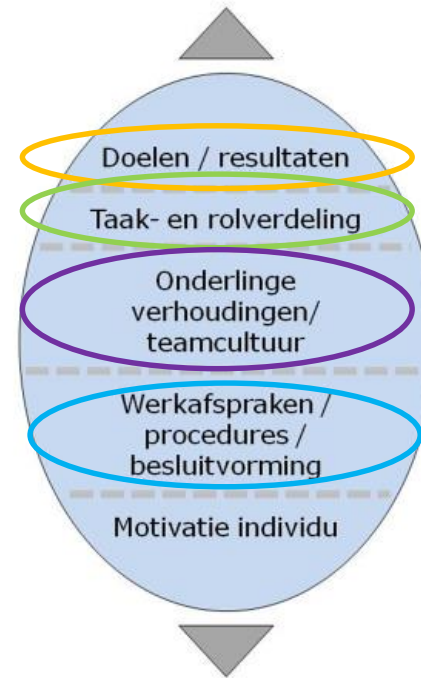 Doelen / resultaten
Taak- en rolverdeling
Onderlinge
verhoudingen/
teamcultuur
Werkafspraken /
procedures /
besluitvorming
Motivatie individu